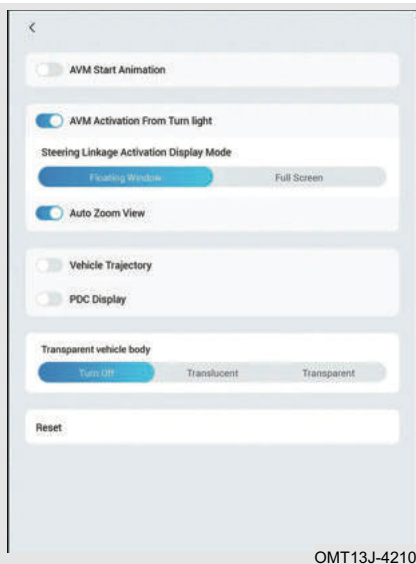 AVM Start Animation
AVM Activation From Turn light
Steering Linkage Activation Display Mode
Floating Window
Full Screen
Auto Zoom View
Vehicle Trajectory
PDC Display
Transparent vehicle body
Turn Off
Translucent
Transparent
Reset
OMT13J-4210